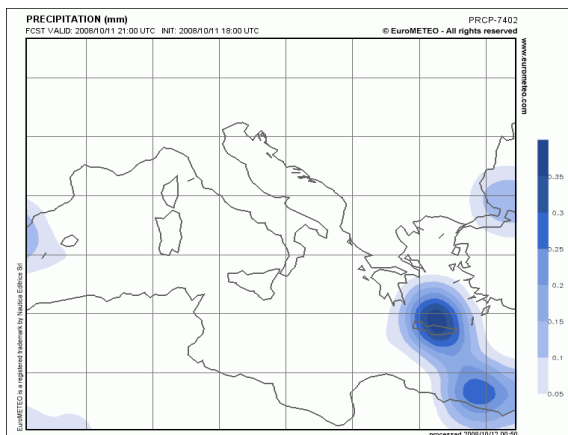 PRECIPITATION (mm)
PRCP-7402
FCST VALID: 2008/10/11 21:00 UTC INIT: 2008/10/11 18:00 UTC
© EuroMETEO - All rights reserved
www.eurometeo.com
0.35
0.3
0.25
0.2
0.15
0.1
0.05
EuroMETEO is a registered trademark by Nautica Editrice Srl
processed 2008/10/12 00:50